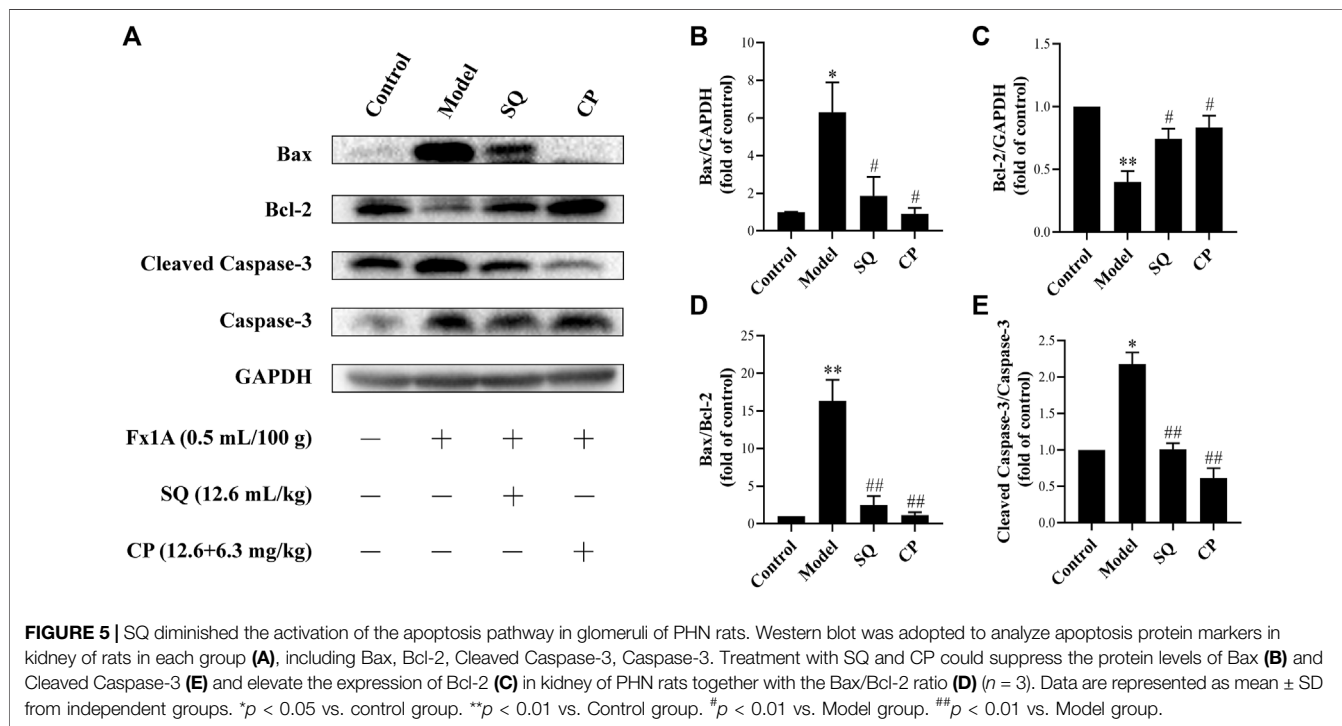 A
Control Model SQ CP
Bax
Bcl-2
Cleaved Caspase-3
Caspase-3
GAPDH
Fx1A (0.5 mL/100 g) — + + +
SQ (12.6 mL/kg) — — + —
CP (12.6+6.3 mg/kg) — — — +
B
Bax/GAPDH
(fold of control)
10
8
6
4
2
0
*
#
#
Control Model SQ CP
C
Bcl-2/GAPDH
(fold of control)
1.5
1.0
0.5
0.0
**
#
#
Control Model SQ CP
D
Bax/Bcl-2
(fold of control)
25
20
15
10
5
0
**
##
##
Control Model SQ CP
E
Cleaved Caspase-3/Caspase-3
(fold of control)
2.5
2.0
1.5
1.0
0.5
0.0
*
##
##
Control Model SQ CP
FIGURE 5 | SQ diminished the activation of the apoptosis pathway in glomeruli of PHN rats. Western blot was adopted to analyze apoptosis protein markers in
kidney of rats in each group (A), including Bax, Bcl-2, Cleaved Caspase-3, Caspase-3. Treatment with SQ and CP could suppress the protein levels of Bax (B) and
Cleaved Caspase-3 (E) and elevate the expression of Bcl-2 (C) in kidney of PHN rats together with the Bax/Bcl-2 ratio (D) (n = 3). Data are represented as mean ± SD
from independent groups. *p < 0.05 vs. control group. **p < 0.01 vs. Control group. #p < 0.01 vs. Model group. ##p < 0.01 vs. Model group.